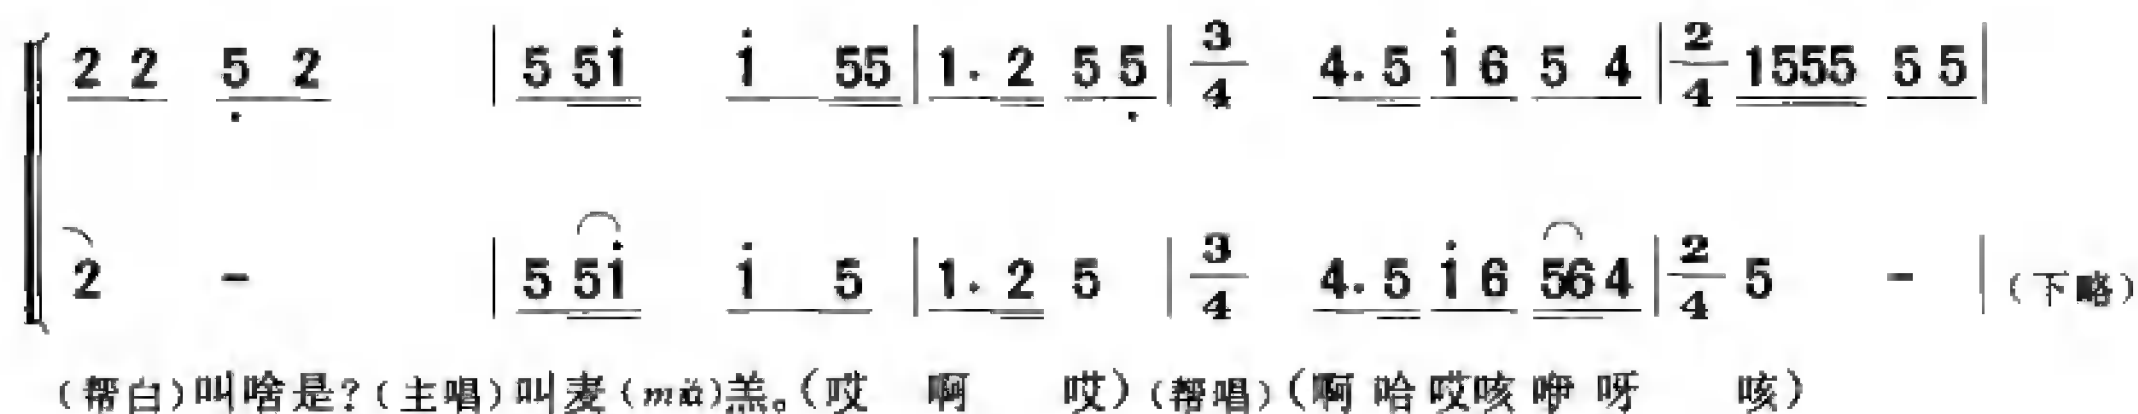 2 2 5̣ 2 | 5 5i̇ i̇ 55 | 1. 2 5 5̣ | 3/4 4. 5 i̇ 6 5 4 | 2/4 1555 5 5 |
2 - | 5 5i̇ i̇ 5 | 1. 2 5 | 3/4 4. 5 i̇ 6 564 | 2/4 5 - | (下略)
(帮白)叫啥是?(主唱)叫麦(mǎ)羔。(哎 啊 哎)(帮唱)(啊哈哎咳咿呀 咳)